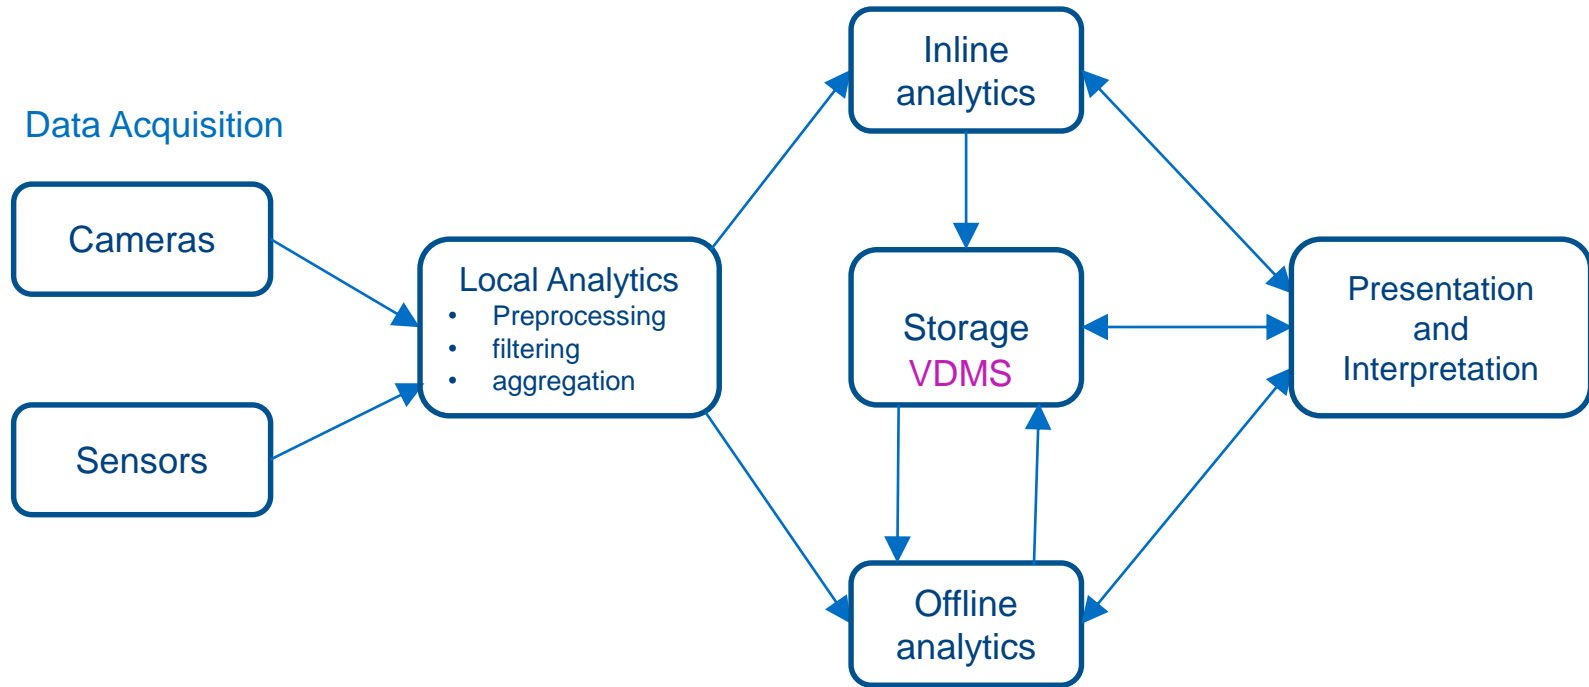 Data Acquisition
Cameras
Sensors
Local Analytics
• Preprocessing
• filtering
• aggregation
Inline
analytics
Storage
VDMS
Offline
analytics
Presentation
and
Interpretation